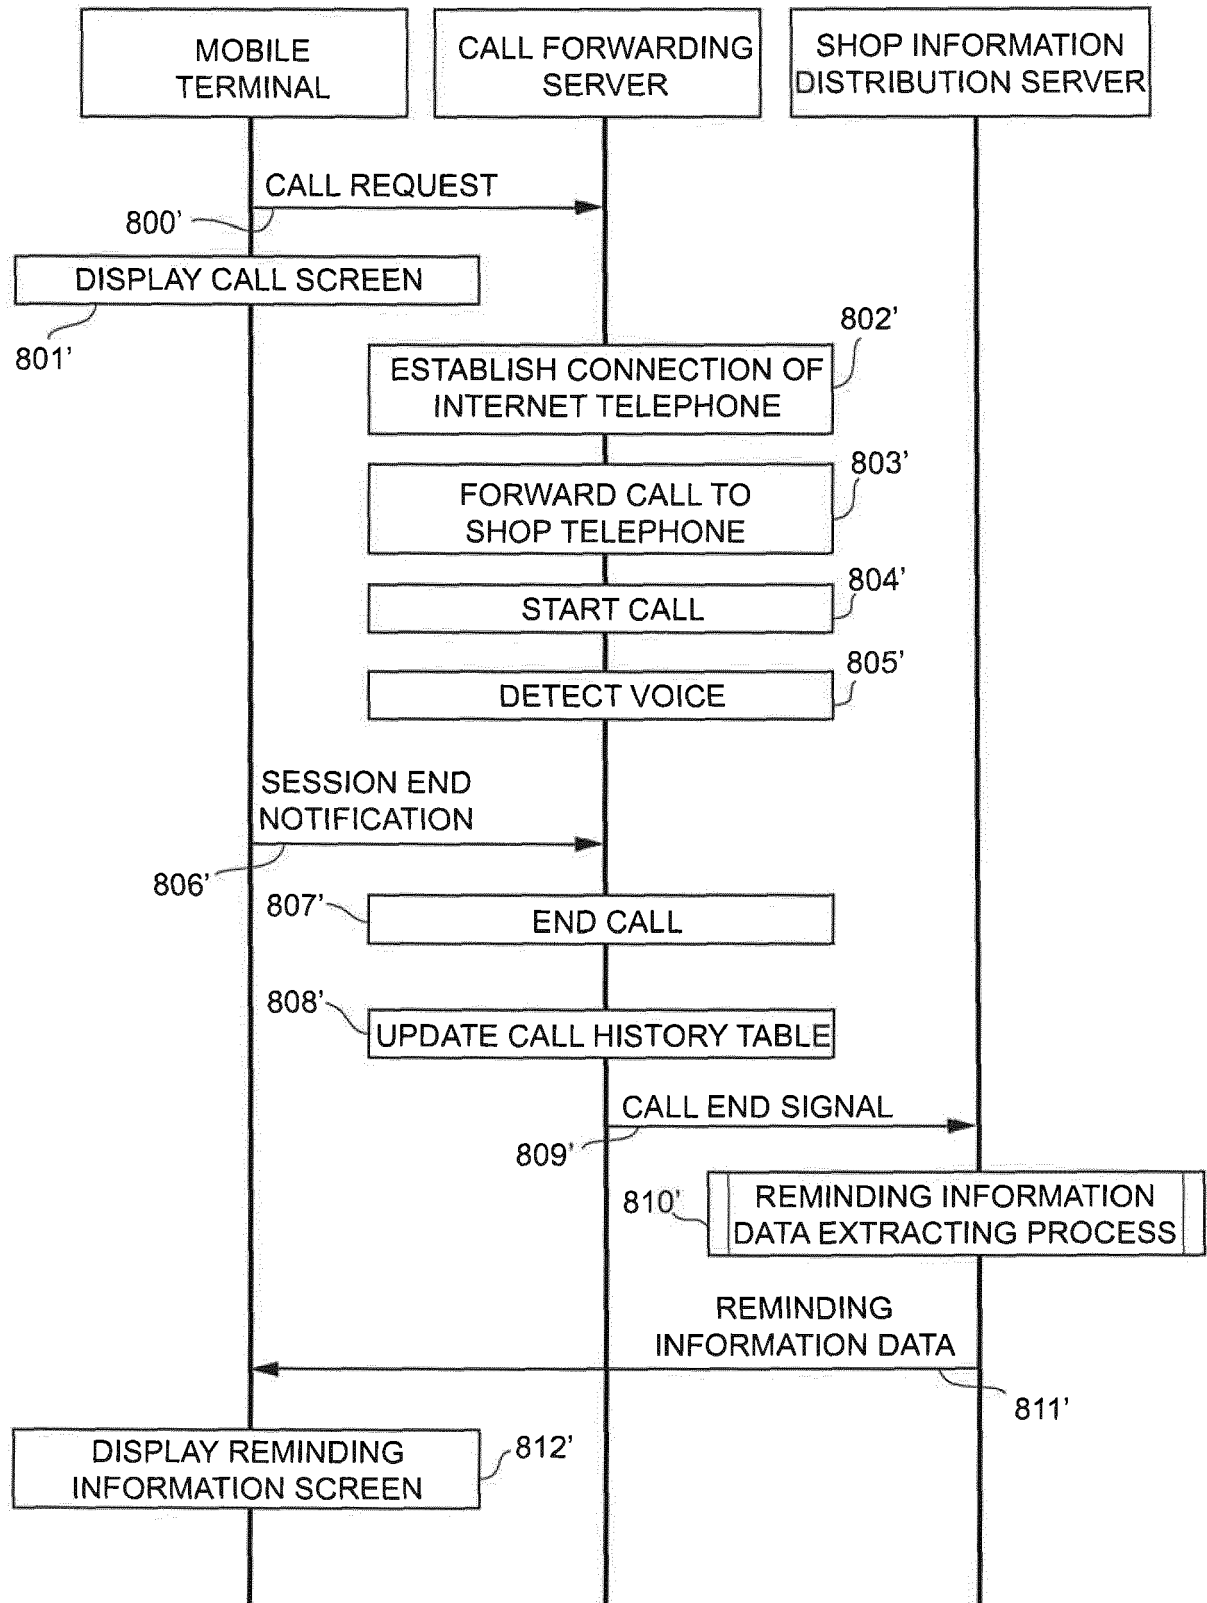 MOBILE
TERMINAL
CALL FORWARDING
SERVER
SHOP INFORMATION
DISTRIBUTION SERVER
CALL REQUEST
800’
DISPLAY CALL SCREEN
801’
802’
ESTABLISH CONNECTION OF
INTERNET TELEPHONE
803’
FORWARD CALL TO
SHOP TELEPHONE
804’
START CALL
805’
DETECT VOICE
SESSION END
NOTIFICATION
806’
807’
END CALL
808’
UPDATE CALL HISTORY TABLE
CALL END SIGNAL
809’
810’
REMINDING INFORMATION
DATA EXTRACTING PROCESS
REMINDING
INFORMATION DATA
811’
DISPLAY REMINDING
INFORMATION SCREEN
812’